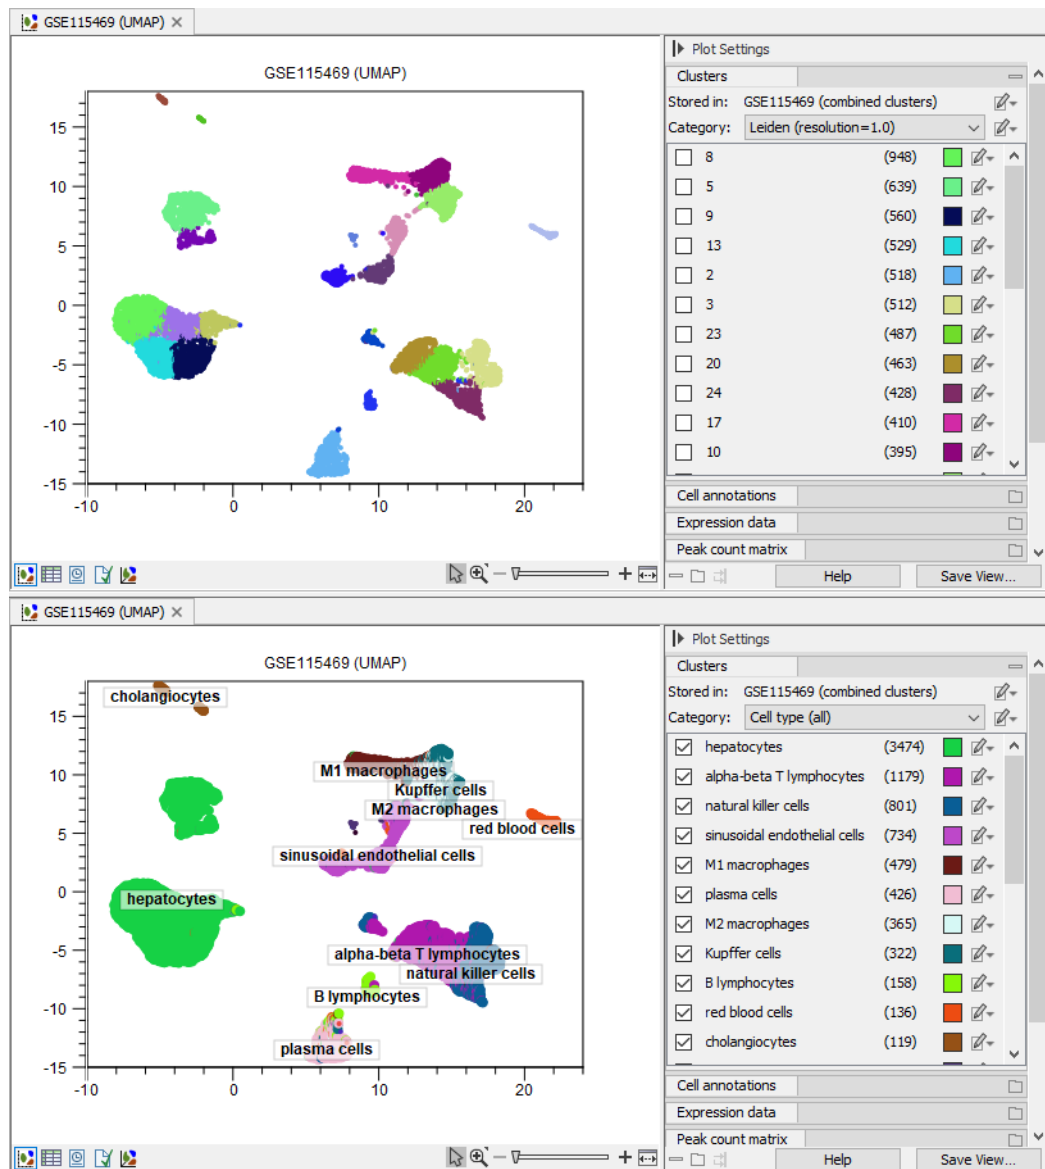 GSE115469 (UMAP)
Plot Settings
GSE115469 (UMAP)
Clusters
Stored in: GSE115469 (combined clusters)
Category: Leiden (resolution=1.0)
8 (948)
5 (639)
9 (560)
13 (529)
2 (518)
3 (512)
23 (487)
20 (463)
24 (428)
17 (410)
10 (395)
15
10
5
0
-5
-10
-15
-10 0 10 20
Cell annotations
Expression data
Peak count matrix
Help Save View...
GSE115469 (UMAP)
Plot Settings
GSE115469 (UMAP)
Clusters
Stored in: GSE115469 (combined clusters)
Category: Cell type (all)
hepatocytes (3474)
alpha-beta T lymphocytes (1179)
natural killer cells (801)
sinusoidal endothelial cells (734)
M1 macrophages (479)
plasma cells (426)
M2 macrophages (365)
Kupffer cells (322)
B lymphocytes (158)
red blood cells (136)
cholangiocytes (119)
15
10
5
0
-5
-10
-15
-10 0 10 20
cholangiocytes
M1 macrophages
Kupffer cells
M2 macrophages
red blood cells
sinusoidal endothelial cells
hepatocytes
alpha-beta T lymphocytes
natural killer cells
B lymphocytes
plasma cells
Cell annotations
Expression data
Peak count matrix
Help Save View...